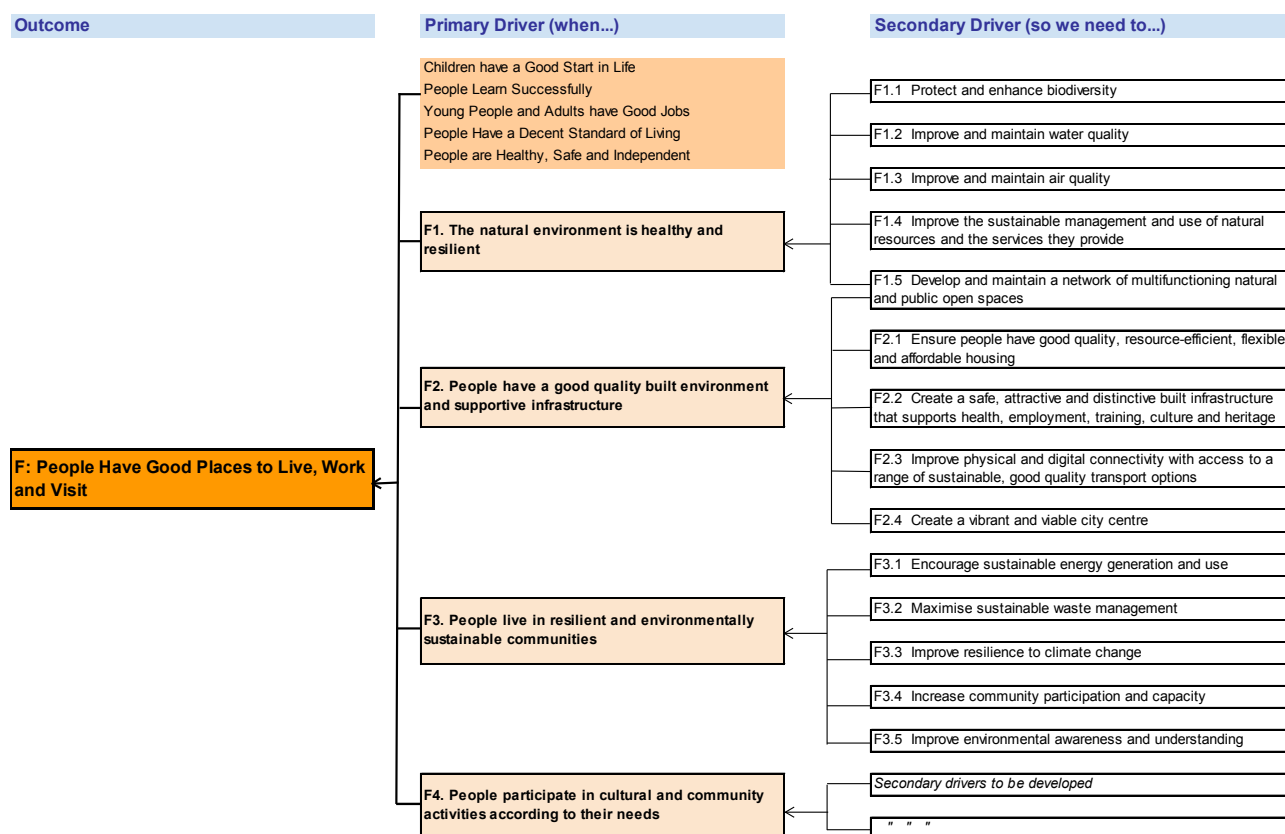 Outcome
Primary Driver (when...)
Secondary Driver (so we need to...)
Children have a Good Start in Life
People Learn Successfully
Young People and Adults have Good Jobs
People Have a Decent Standard of Living
People are Healthy, Safe and Independent
F1. The natural environment is healthy and
resilient
F2. People have a good quality built environment
and supportive infrastructure
F: People Have Good Places to Live, Work
and Visit
F3. People live in resilient and environmentally
sustainable communities
F4. People participate in cultural and community
activities according to their needs
F1.1 Protect and enhance biodiversity
F1.2 Improve and maintain water quality
F1.3 Improve and maintain air quality
F1.4 Improve the sustainable management and use of natural
resources and the services they provide
F1.5 Develop and maintain a network of multifunctioning natural
and public open spaces
F2.1 Ensure people have good quality, resource-efficient, flexible
and affordable housing
F2.2 Create a safe, attractive and distinctive built infrastructure
that supports health, employment, training, culture and heritage
F2.3 Improve physical and digital connectivity with access to a
range of sustainable, good quality transport options
F2.4 Create a vibrant and viable city centre
F3.1 Encourage sustainable energy generation and use
F3.2 Maximise sustainable waste management
F3.3 Improve resilience to climate change
F3.4 Increase community participation and capacity
F3.5 Improve environmental awareness and understanding
Secondary drivers to be developed
" " "